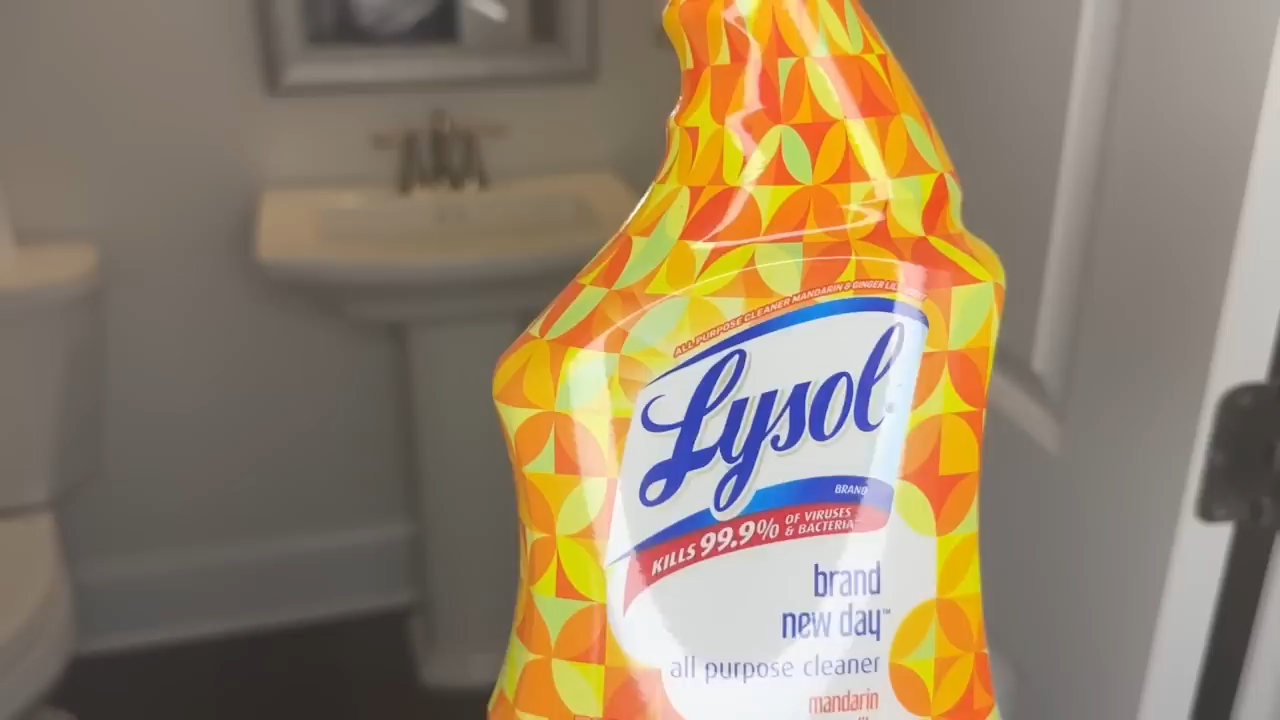 ALL PURPOSE CLEANER MANDARIN & GINGER LILY
Lysol
BRAND
KILLS 99.9% OF VIRUSES & BACTERIA
brand
new day™
all purpose cleaner
mandarin